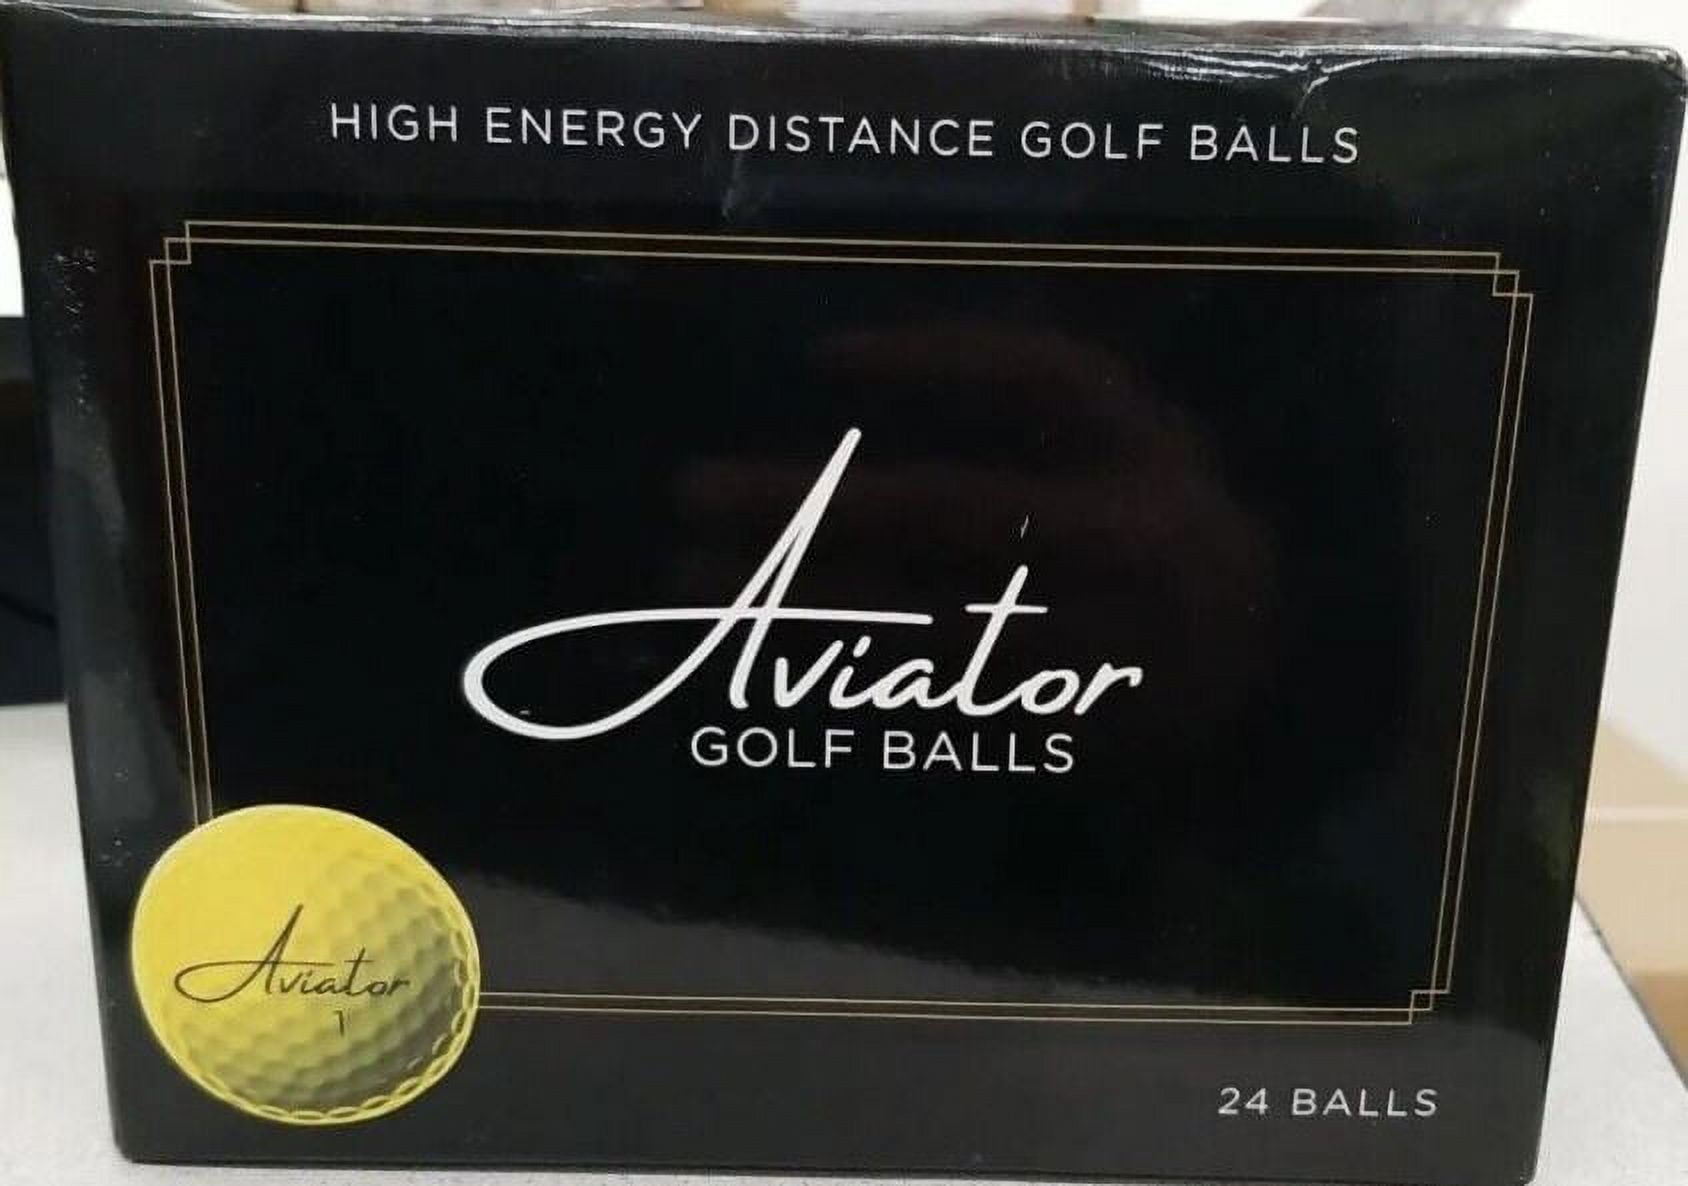 HIGH ENERGY DISTANCE GOLF BALLS
Aviator
GOLF BALLS
Aviator
1
24 BALLS